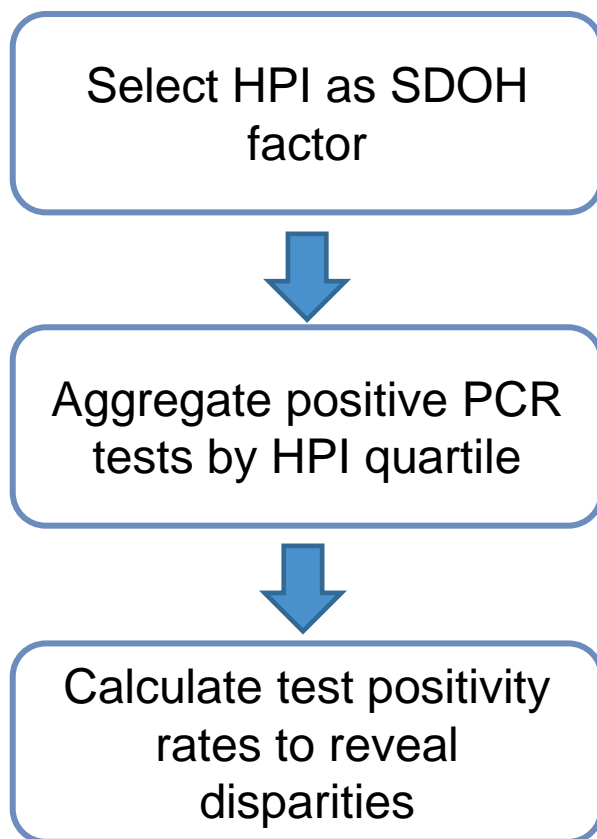 Select HPI as SDOH
factor
Aggregate positive PCR
tests by HPI quartile
Calculate test positivity
rates to reveal
disparities